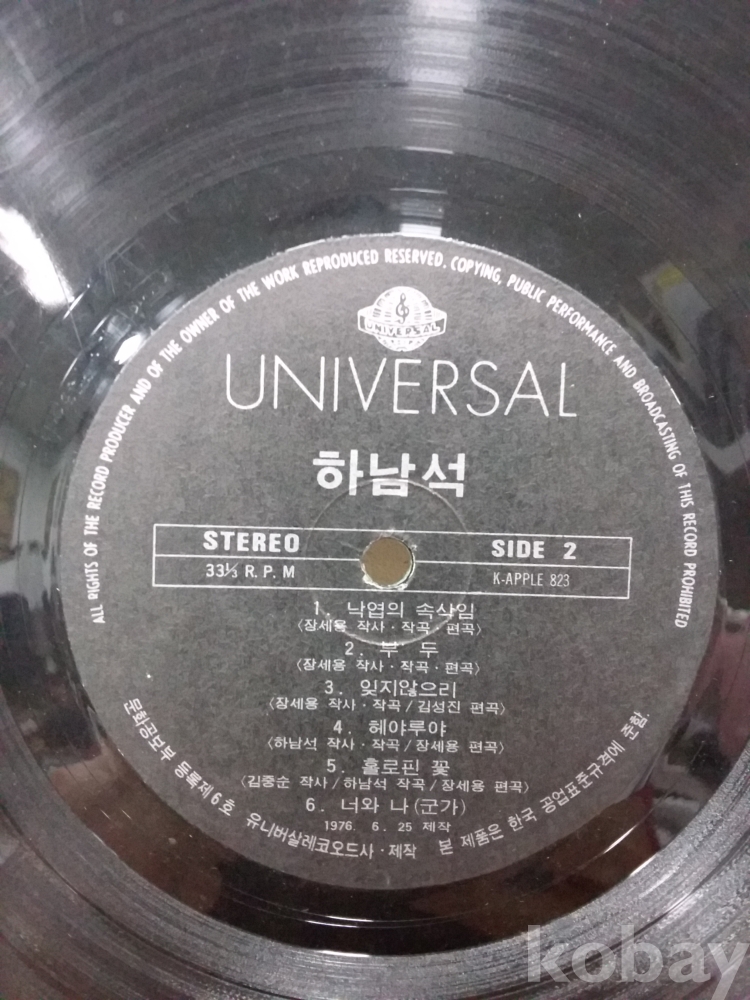 ALL RIGHTS OF THE RECORD PRODUCER AND OF THE OWNER OF THE WORK REPRODUCED RESERVED. COPYING, PUBLIC PERFORMANCE AND BROADCASTING OF THIS RECORD PROHIBITED
UNIVERSAL
UNIVERSAL
하남석
STEREO SIDE 2
33⅓ R. P. M K-APPLE 823
1. 낙엽의 속삭임
〈장세용 작사·작곡·편곡〉
2. 부 두
〈장세용 작사·작곡·편곡〉
3. 잊지않으리
〈장세용 작사·작곡/김성진 편곡〉
4. 헤야루야
〈하남석 작사·작곡/장세용 편곡〉
5. 홀로핀 꽃
〈김중순 작사/하남석 작곡/장세용 편곡〉
6. 너와 나(군가)
1976. 6. 25 제작
문화공보부 등록제6호 유니버살레코오드사·제작 본 제품은 한국 공업표준규격에 준함.
kobay